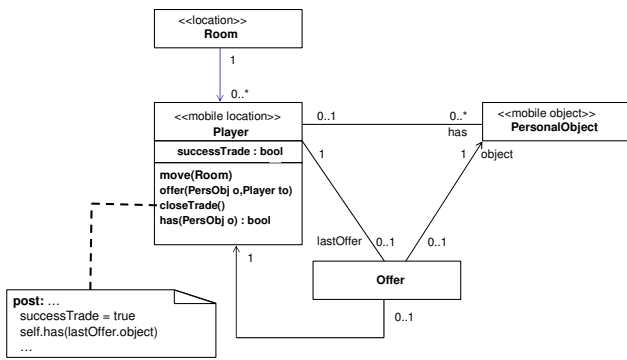 <<location>>
Room
1
0..*
<<mobile location>>
Player
successTrade : bool
move(Room)
offer(PersObj o,Player to)
closeTrade()
has(PersObj o) : bool
0..1
0..*
has
<<mobile object>>
PersonalObject
1
1
object
lastOffer
0..1
0..1
1
Offer
0..1
post: ...
successTrade = true
self.has(lastOffer.object)
...